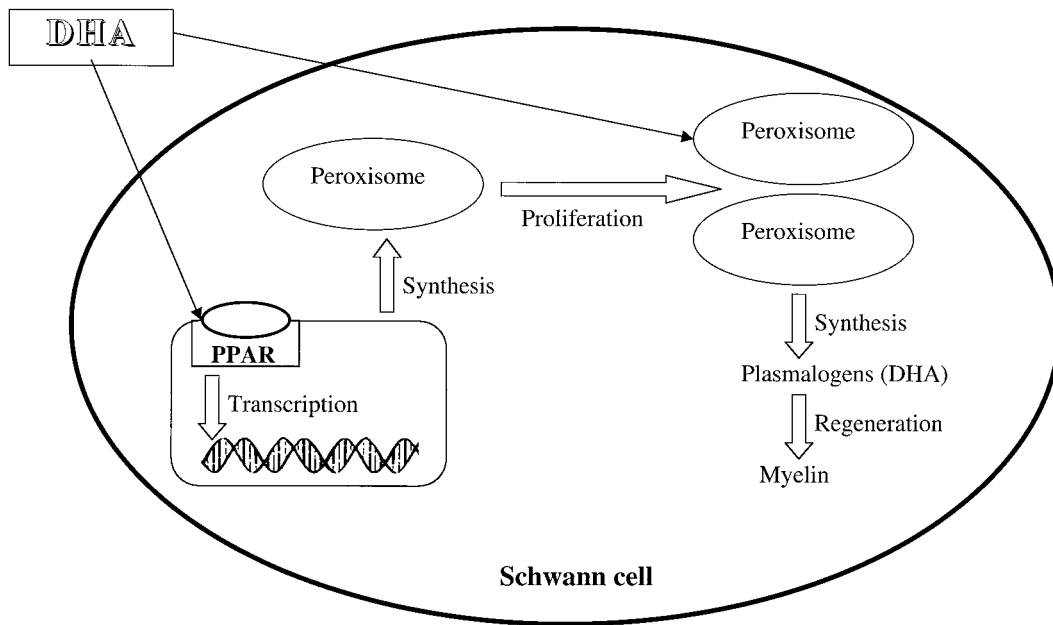 DHA
Peroxisome
Peroxisome
Proliferation
Peroxisome
Synthesis
PPAR
Transcription
Synthesis
Plasmalogens (DHA)
Regeneration
Myelin
Schwann cell